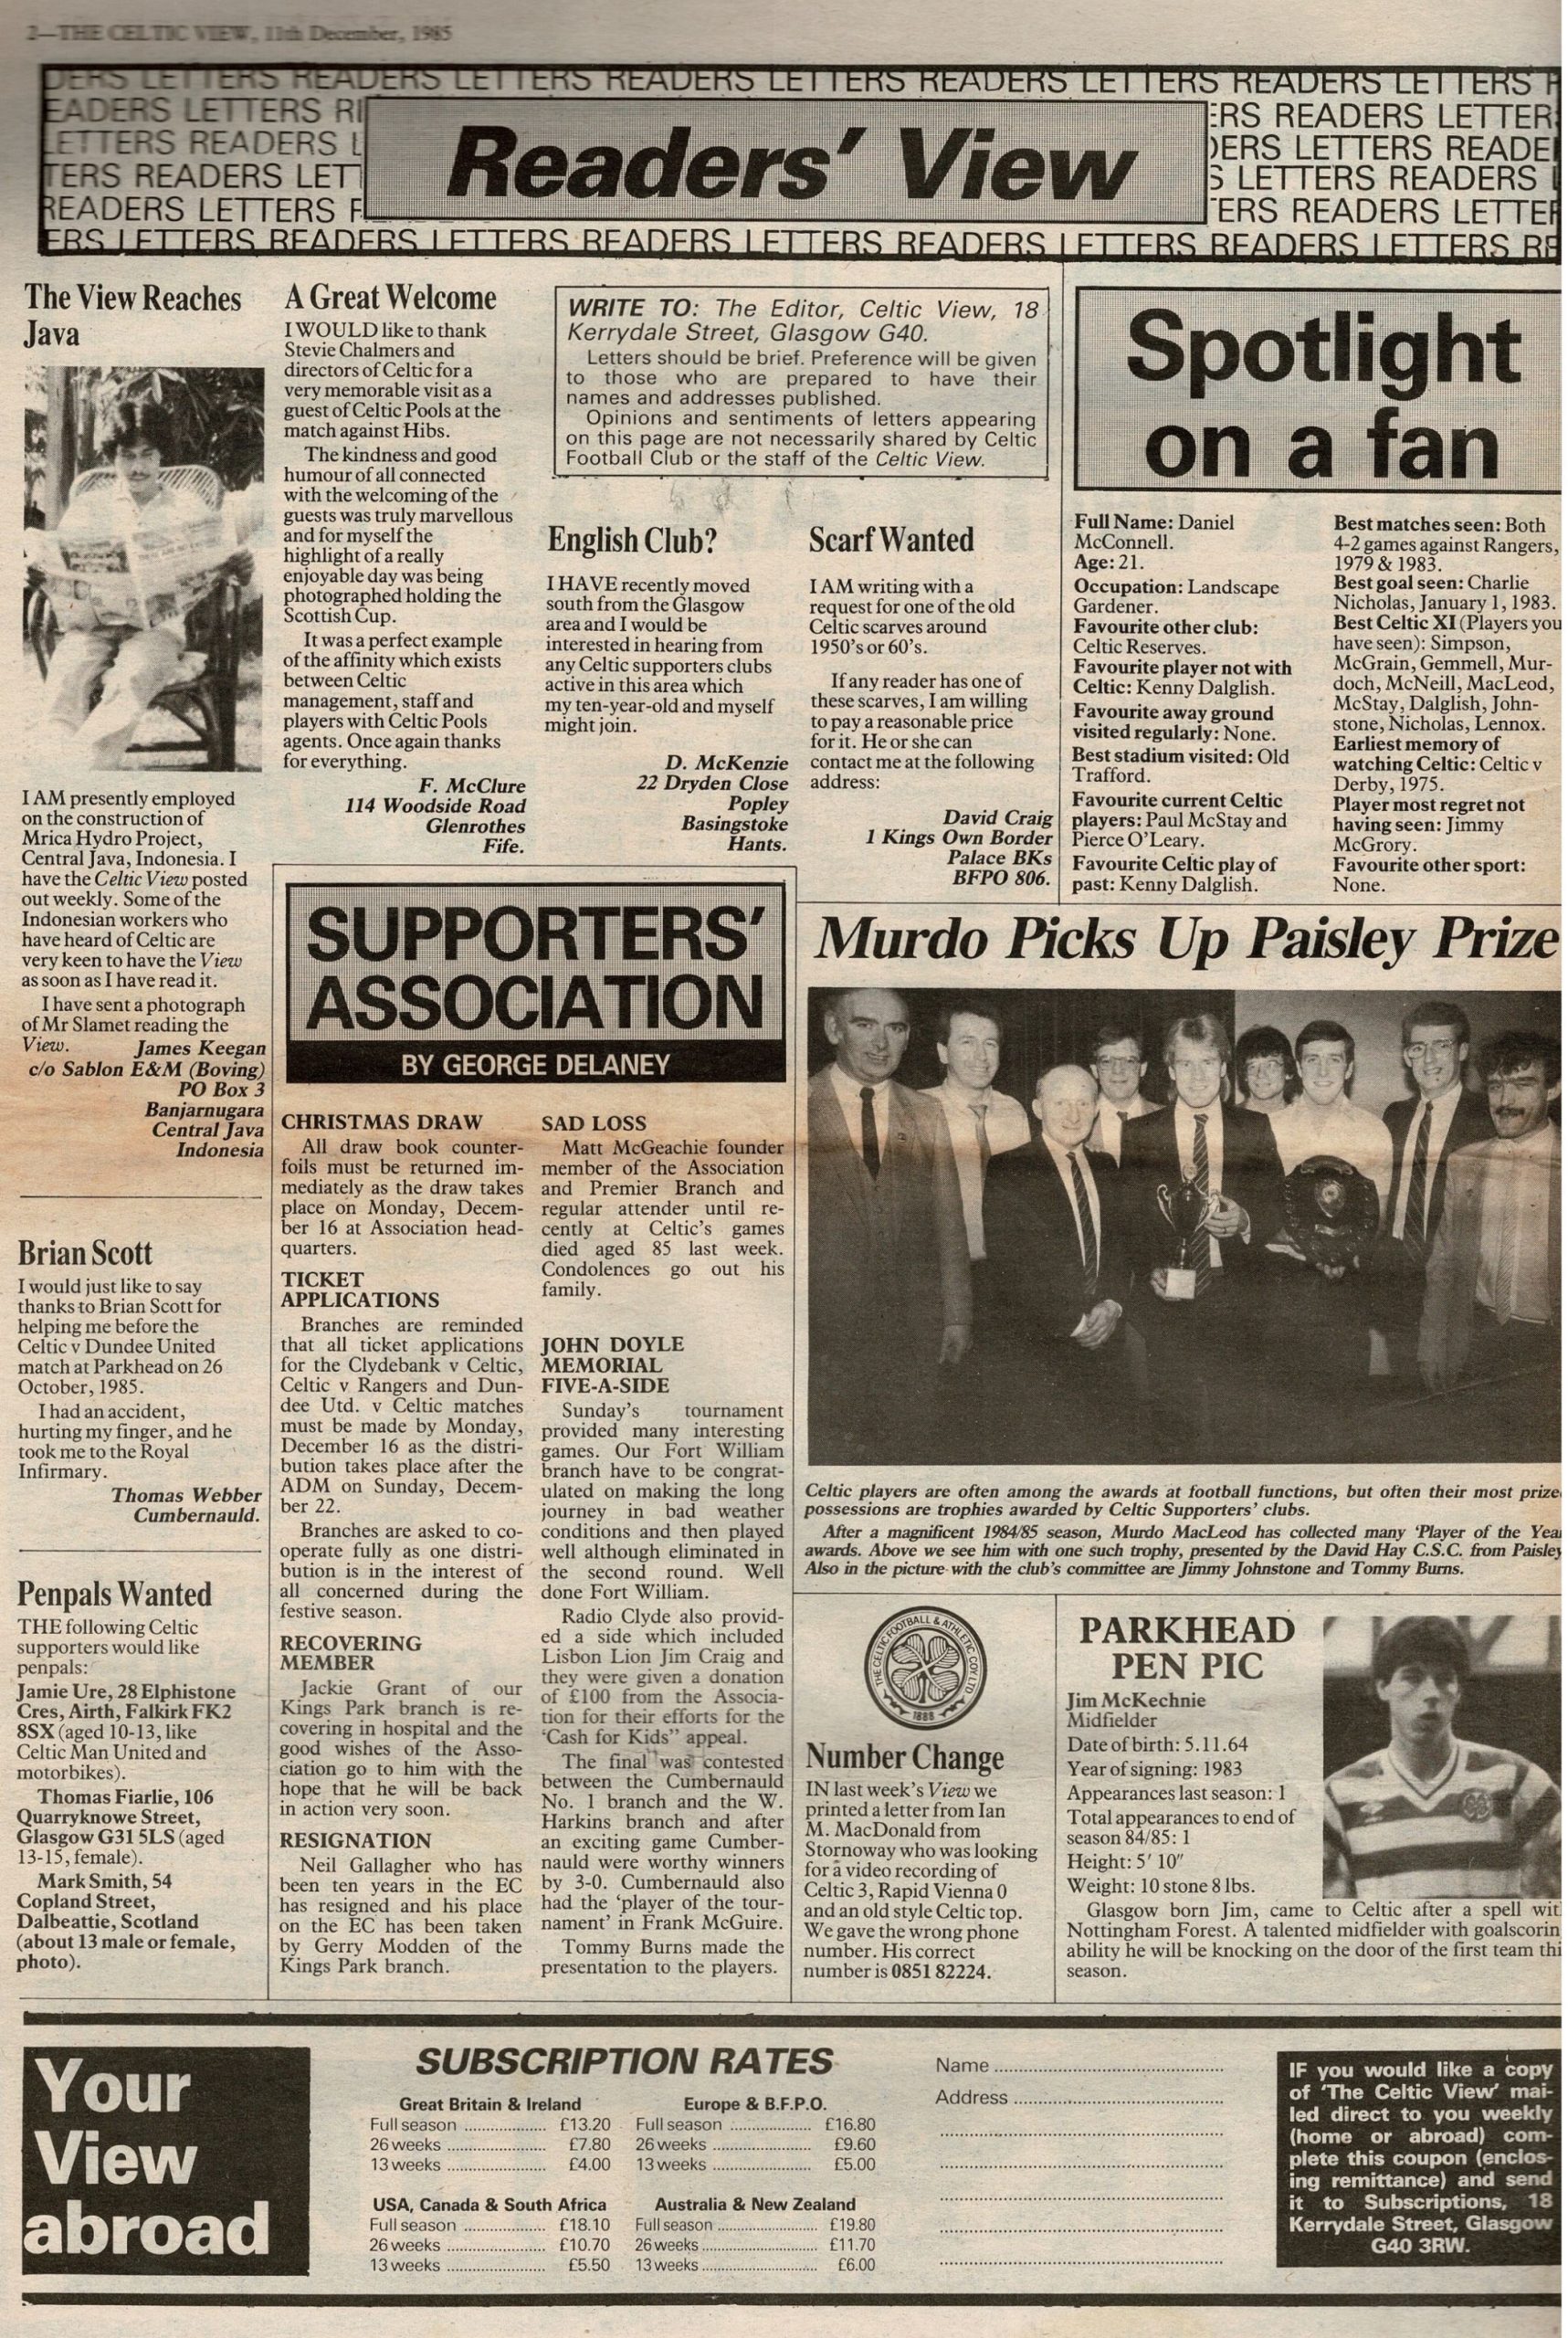 2—THE CELTIC VIEW, 11th December, 1985
DERS LETTERS READERS LETTERS READERS LETTERS READERS LETTERS READERS LETTERS R
EADERS LETTERS RE
ERS READERS LETTER
LETTERS READERS L
DERS LETTERS READE
TERS READERS LETT
S LETTERS READERS L
READERS LETTERS R
TERS READERS LETTER
ERS LETTERS READERS LETTERS READERS LETTERS READERS LETTERS READERS LETTERS RE
Readers' View
The View Reaches
Java
I AM presently employed
on the construction of
Mrica Hydro Project,
Central Java, Indonesia. I
have the Celtic View posted
out weekly. Some of the
Indonesian workers who
have heard of Celtic are
very keen to have the View
as soon as I have read it.
I have sent a photograph
of Mr Slamet reading the
View. James Keegan
c/o Sablon E&M (Boving)
PO Box 3
Banjarnugara
Central Java
Indonesia
Brian Scott
I would just like to say
thanks to Brian Scott for
helping me before the
Celtic v Dundee United
match at Parkhead on 26
October, 1985.
I had an accident,
hurting my finger, and he
took me to the Royal
Infirmary.
Thomas Webber
Cumbernauld.
Penpals Wanted
THE following Celtic
supporters would like
penpals:
Jamie Ure, 28 Elphistone
Cres, Airth, Falkirk FK2
8SX (aged 10-13, like
Celtic Man United and
motorbikes).
Thomas Fiarlie, 106
Quarryknowe Street,
Glasgow G31 5LS (aged
13-15, female).
Mark Smith, 54
Copland Street,
Dalbeattie, Scotland
(about 13 male or female,
photo).
A Great Welcome
I WOULD like to thank
Stevie Chalmers and
directors of Celtic for a
very memorable visit as a
guest of Celtic Pools at the
match against Hibs.
The kindness and good
humour of all connected
with the welcoming of the
guests was truly marvellous
and for myself the
highlight of a really
enjoyable day was being
photographed holding the
Scottish Cup.
It was a perfect example
of the affinity which exists
between Celtic
management, staff and
players with Celtic Pools
agents. Once again thanks
for everything.
F. McClure
114 Woodside Road
Glenrothes
Fife.
WRITE TO: The Editor, Celtic View, 18
Kerrydale Street, Glasgow G40.
Letters should be brief. Preference will be given
to those who are prepared to have their
names and addresses published.
Opinions and sentiments of letters appearing
on this page are not necessarily shared by Celtic
Football Club or the staff of the Celtic View.
English Club?
I HAVE recently moved
south from the Glasgow
area and I would be
interested in hearing from
any Celtic supporters clubs
active in this area which
my ten-year-old and myself
might join.
D. McKenzie
22 Dryden Close
Popley
Basingstoke
Hants.
Scarf Wanted
I AM writing with a
request for one of the old
Celtic scarves around
1950's or 60's.
If any reader has one of
these scarves, I am willing
to pay a reasonable price
for it. He or she can
contact me at the following
address:
David Craig
1 Kings Own Border
Palace BKs
BFPO 806.
Spotlight
on a fan
Full Name: Daniel
McConnell.
Age: 21.
Occupation: Landscape
Gardener.
Favourite other club:
Celtic Reserves.
Favourite player not with
Celtic: Kenny Dalglish.
Favourite away ground
visited regularly: None.
Best stadium visited: Old
Trafford.
Favourite current Celtic
players: Paul McStay and
Pierce O'Leary.
Favourite Celtic play of
past: Kenny Dalglish.
Best matches seen: Both
4-2 games against Rangers,
1979 & 1983.
Best goal seen: Charlie
Nicholas, January 1, 1983.
Best Celtic XI (Players you
have seen): Simpson,
McGrain, Gemmell, Mur-
doch, McNeill, MacLeod,
McStay, Dalglish, John-
stone, Nicholas, Lennox.
Earliest memory of
watching Celtic: Celtic v
Derby, 1975.
Player most regret not
having seen: Jimmy
McGrory.
Favourite other sport:
None.
SUPPORTERS'
ASSOCIATION
BY GEORGE DELANEY
CHRISTMAS DRAW
All draw book counter-
foils must be returned im-
mediately as the draw takes
place on Monday, Decem-
ber 16 at Association head-
quarters.
TICKET
APPLICATIONS
Branches are reminded
that all ticket applications
for the Clydebank v Celtic,
Celtic v Rangers and Dun-
dee Utd. v Celtic matches
must be made by Monday,
December 16 as the distri-
bution takes place after the
ADM on Sunday, Decem-
ber 22.
Branches are asked to co-
operate fully as one distri-
bution is in the interest of
all concerned during the
festive season.
RECOVERING
MEMBER
Jackie Grant of our
Kings Park branch is re-
covering in hospital and the
good wishes of the Asso-
ciation go to him with the
hope that he will be back
in action very soon.
RESIGNATION
Neil Gallagher who has
been ten years in the EC
has resigned and his place
on the EC has been taken
by Gerry Modden of the
Kings Park branch.
SAD LOSS
Matt McGeachie founder
member of the Association
and Premier Branch and
regular attender until re-
cently at Celtic's games
died aged 85 last week.
Condolences go out his
family.
JOHN DOYLE
MEMORIAL
FIVE-A-SIDE
Sunday's tournament
provided many interesting
games. Our Fort William
branch have to be congrat-
ulated on making the long
journey in bad weather
conditions and then played
well although eliminated in
the second round. Well
done Fort William.
Radio Clyde also provid-
ed a side which included
Lisbon Lion Jim Craig and
they were given a donation
of £100 from the Associa-
tion for their efforts for the
'Cash for Kids" appeal.
The final was contested
between the Cumbernauld
No. 1 branch and the W.
Harkins branch and after
an exciting game Cumber-
nauld were worthy winners
by 3-0. Cumbernauld also
had the 'player of the tour-
nament' in Frank McGuire.
Tommy Burns made the
presentation to the players.
Murdo Picks Up Paisley Prize
Celtic players are often among the awards at football functions, but often their most prize
possessions are trophies awarded by Celtic Supporters' clubs.
After a magnificent 1984/85 season, Murdo MacLeod has collected many 'Player of the Yea
awards. Above we see him with one such trophy, presented by the David Hay C.S.C. from Paisley
Also in the picture with the club's committee are Jimmy Johnstone and Tommy Burns.
THE CELTIC FOOTBALL & ATHLETIC COY. LTD
1888
Number Change
IN last week's View we
printed a letter from Ian
M. MacDonald from
Stornoway who was looking
for a video recording of
Celtic 3, Rapid Vienna 0
and an old style Celtic top.
We gave the wrong phone
number. His correct
number is 0851 82224.
PARKHEAD
PEN PIC
Jim McKechnie
Midfielder
Date of birth: 5.11.64
Year of signing: 1983
Appearances last season: 1
Total appearances to end of
season 84/85: 1
Height: 5' 10"
Weight: 10 stone 8 lbs.
Glasgow born Jim, came to Celtic after a spell wit
Nottingham Forest. A talented midfielder with goalscorin
ability he will be knocking on the door of the first team thi
season.
Your
View
abroad
SUBSCRIPTION RATES
Great Britain & Ireland
Full season .................. £13.20
26 weeks ...................... £7.80
13 weeks ...................... £4.00
Europe & B.F.P.O.
Full season .................. £16.80
26 weeks ...................... £9.60
13 weeks ...................... £5.00
USA, Canada & South Africa
Full season .................. £18.10
26 weeks ...................... £10.70
13 weeks ...................... £5.50
Australia & New Zealand
Full season ...................... £19.80
26 weeks ......................... £11.70
13 weeks ......................... £6.00
Name ..................................................
Address ..............................................
IF you would like a copy
of 'The Celtic View' mai-
led direct to you weekly
(home or abroad) com-
plete this coupon (enclos-
ing remittance) and send
it to Subscriptions, 18
Kerrydale Street, Glasgow
G40 3RW.